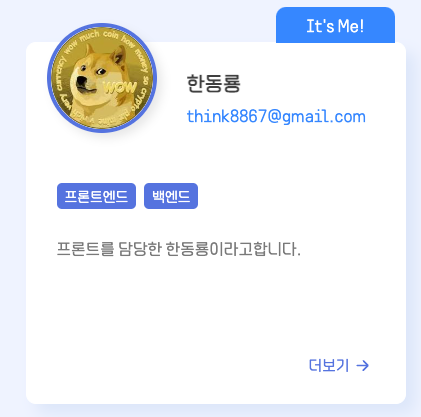 It's Me!
한동룡
think8867@gmail.com
wow much coin how money so crypto
very currency
WOW
프론트엔드 백엔드
프론트를 담당한 한동룡이라고합니다.
더보기 →